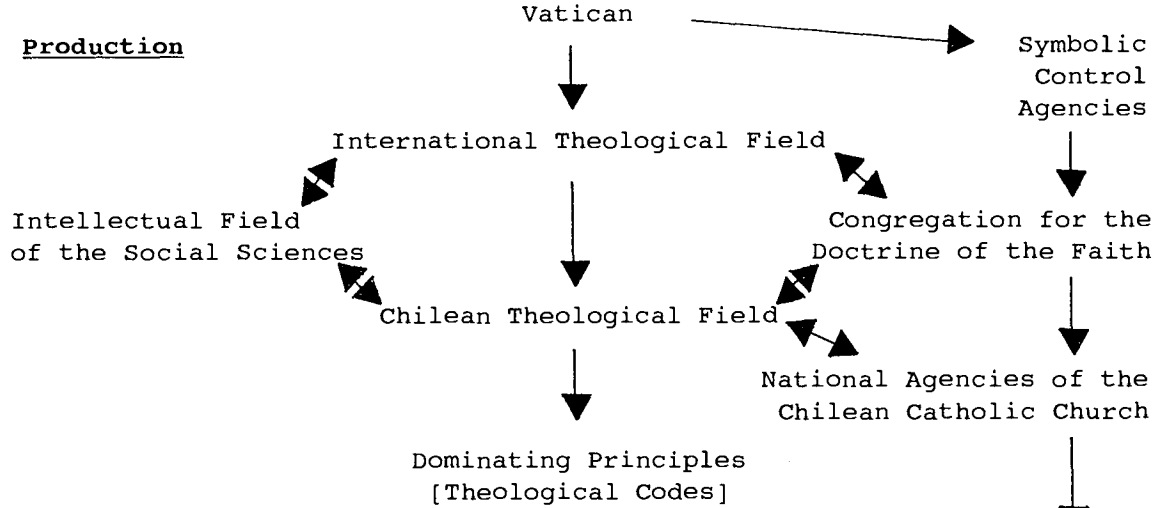 Vatican
Production
Symbolic
Control
Agencies
International Theological Field
Intellectual Field
of the Social Sciences
Congregation for the
Doctrine of the Faith
Chilean Theological Field
National Agencies of the
Chilean Catholic Church
Dominating Principles
[Theological Codes]